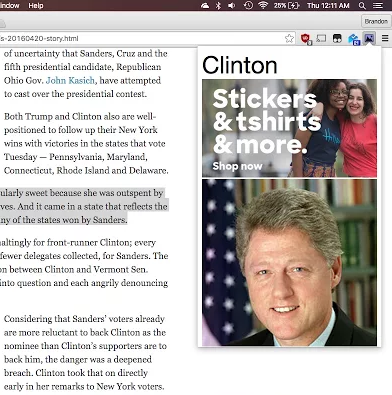 ndow Help
25% Thu 12:11 AM
Brandon
s-20160420-story.html
of uncertainty that Sanders, Cruz and the
fifth presidential candidate, Republican
Ohio Gov. John Kasich, have attempted
to cast over the presidential contest.
Both Trump and Clinton also are well-
positioned to follow up their New York
wins with victories in the states that vote
Tuesday — Pennsylvania, Maryland,
Connecticut, Rhode Island and Delaware.
ularly sweet because she was outspent by
ves. And it came in a state that reflects the
ny of the states won by Sanders.
altingly for front-runner Clinton; every
fewer delegates collected, for Sanders. The
on between Clinton and Vermont Sen.
into question and each angrily denouncing
Considering that Sanders’ voters already
are more reluctant to back Clinton as the
nominee than Clinton’s supporters are to
back him, the danger was a deepened
breach. Clinton took that on directly
early in her remarks to New York voters.
Clinton
Stickers
& tshirts
& more.
Shop now